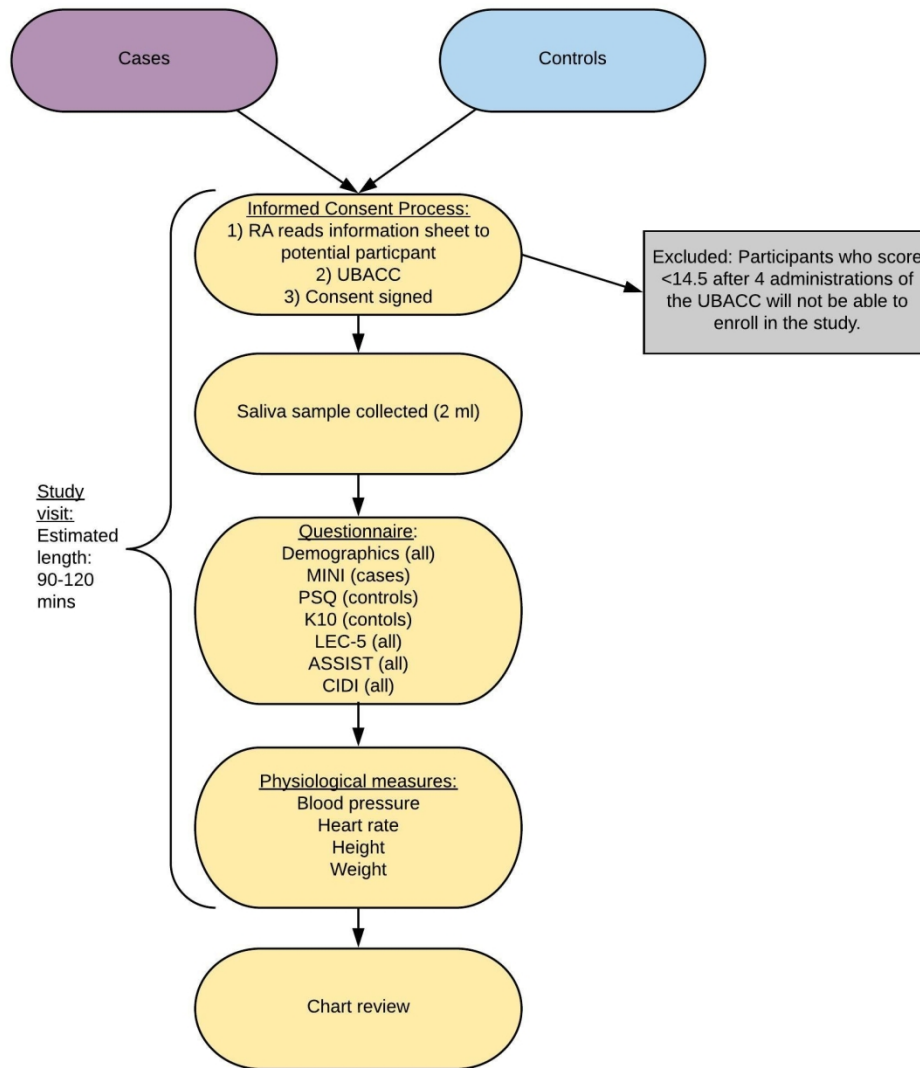 Cases
Controls
Informed Consent Process:
1) RA reads information sheet to
potential particpant
2) UBACC
3) Consent signed
Excluded: Participants who score
<14.5 after 4 administrations of
the UBACC will not be able to
enroll in the study.
Saliva sample collected (2 ml)
Study
visit:
Estimated
length:
90-120
mins
Questionnaire:
Demographics (all)
MINI (cases)
PSQ (controls)
K10 (contols)
LEC-5 (all)
ASSIST (all)
CIDI (all)
Physiological measures:
Blood pressure
Heart rate
Height
Weight
Chart review